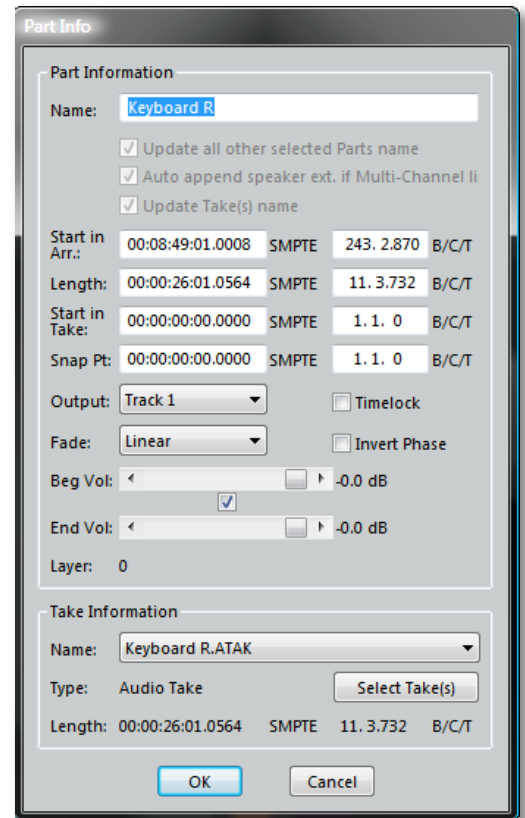 Part Info
Part Information
Name: Keyboard R
Update all other selected Parts name
Auto append speaker ext. if Multi-Channel li
Update Take(s) name
Start in Arr.: 00:08:49:01.0008 SMPTE 243. 2.870 B/C/T
Length: 00:00:26:01.0564 SMPTE 11. 3.732 B/C/T
Start in Take: 00:00:00:00.0000 SMPTE 1. 1. 0 B/C/T
Snap Pt: 00:00:00:00.0000 SMPTE 1. 1. 0 B/C/T
Output: Track 1 Timelock
Fade: Linear Invert Phase
Beg Vol: -0.0 dB
End Vol: -0.0 dB
Layer: 0
Take Information
Name: Keyboard R.ATAK
Type: Audio Take Select Take(s)
Length: 00:00:26:01.0564 SMPTE 11. 3.732 B/C/T
OK Cancel